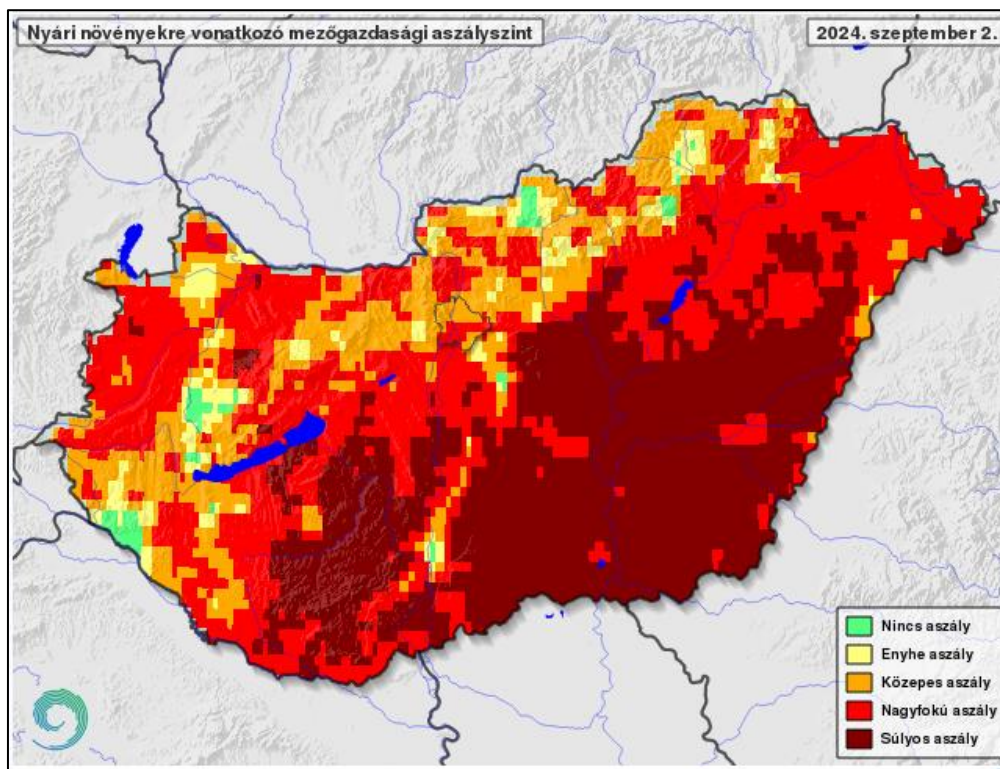 Nyári növényekre vonatkozó mezőgazdasági aszályszint
2024. szeptember 2.
Nincs aszály
Enyhe aszály
Közepes aszály
Nagyfokú aszály
Súlyos aszály